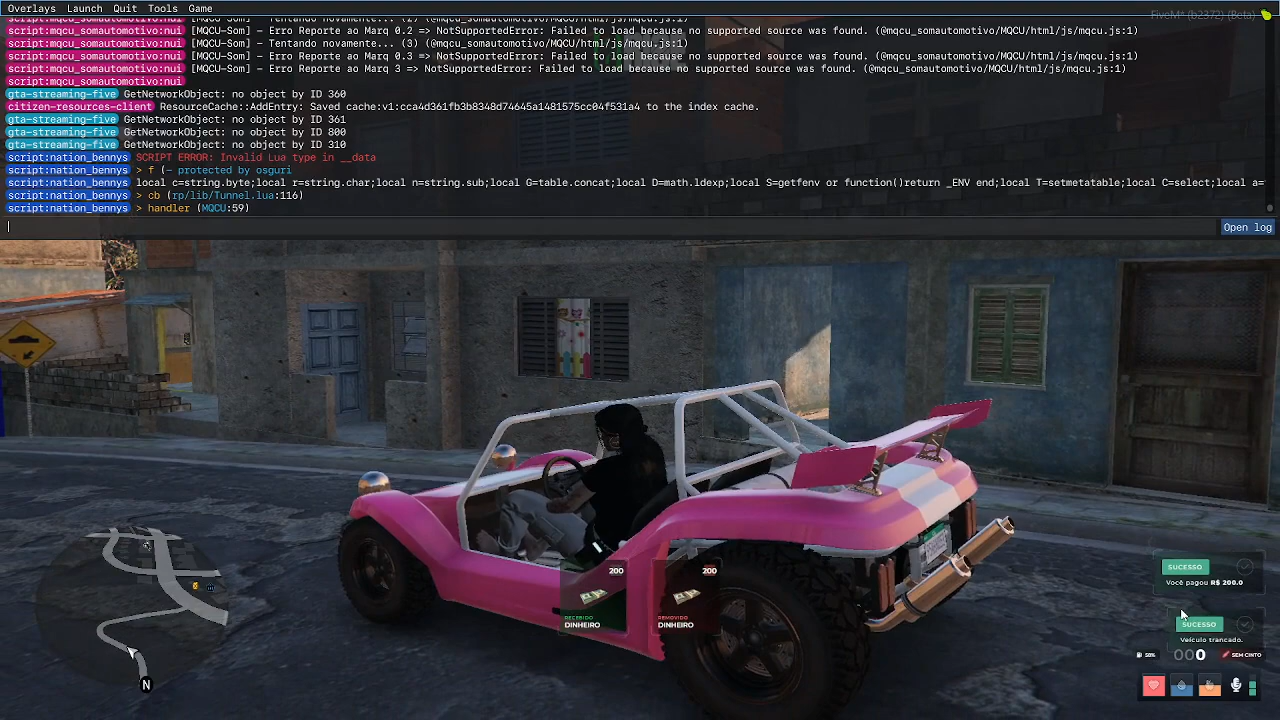 Overlays Launch Quit Tools Game
FiveM* (b2372) (Beta)
script:mqcu_somautomotivo:nui [MQCU-Som] - Tentando novamente... (2) (@mqcu_somautomotivo/MQCU/html/js/mqcu.js:1)
script:mqcu_somautomotivo:nui [MQCU-Som] - Erro Reporte ao Marq 0.2 => NotSupportedError: Failed to load because no supported source was found. (@mqcu_somautomotivo/MQCU/html/js/mqcu.js:1)
script:mqcu_somautomotivo:nui [MQCU-Som] - Tentando novamente... (3) (@mqcu_somautomotivo/MQCU/html/js/mqcu.js:1)
script:mqcu_somautomotivo:nui [MQCU-Som] - Erro Reporte ao Marq 0.3 => NotSupportedError: Failed to load because no supported source was found. (@mqcu_somautomotivo/MQCU/html/js/mqcu.js:1)
script:mqcu_somautomotivo:nui [MQCU-Som] - Erro Reporte ao Marq 3 => NotSupportedError: Failed to load because no supported source was found. (@mqcu_somautomotivo/MQCU/html/js/mqcu.js:1)
script:mqcu_somautomotivo:nui
gta-streaming-five GetNetworkObject: no object by ID 360
citizen-resources-client ResourceCache::AddEntry: Saved cache:v1:cca4d361fb3b8348d74645a1481575cc04f531a4 to the index cache.
gta-streaming-five GetNetworkObject: no object by ID 361
gta-streaming-five GetNetworkObject: no object by ID 800
gta-streaming-five GetNetworkObject: no object by ID 310
script:nation_bennys SCRIPT ERROR: Invalid Lua type in __data
script:nation_bennys > f (- protected by osguri
script:nation_bennys local c=string.byte;local r=string.char;local n=string.sub;local G=table.concat;local D=math.ldexp;local S=getfenv or function()return _ENV end;local T=setmetatable;local C=select;local a=
script:nation_bennys > cb (rp/lib/Tunnel.lua:116)
script:nation_bennys > handler (MQCU:59)
Open log
200
RECEBIDO
DINHEIRO
200
REMOVIDO
DINHEIRO
SUCESSO
Você pagou R$ 200.0
SUCESSO
Veículo trancado.
58%
000
SEM CINTO
N